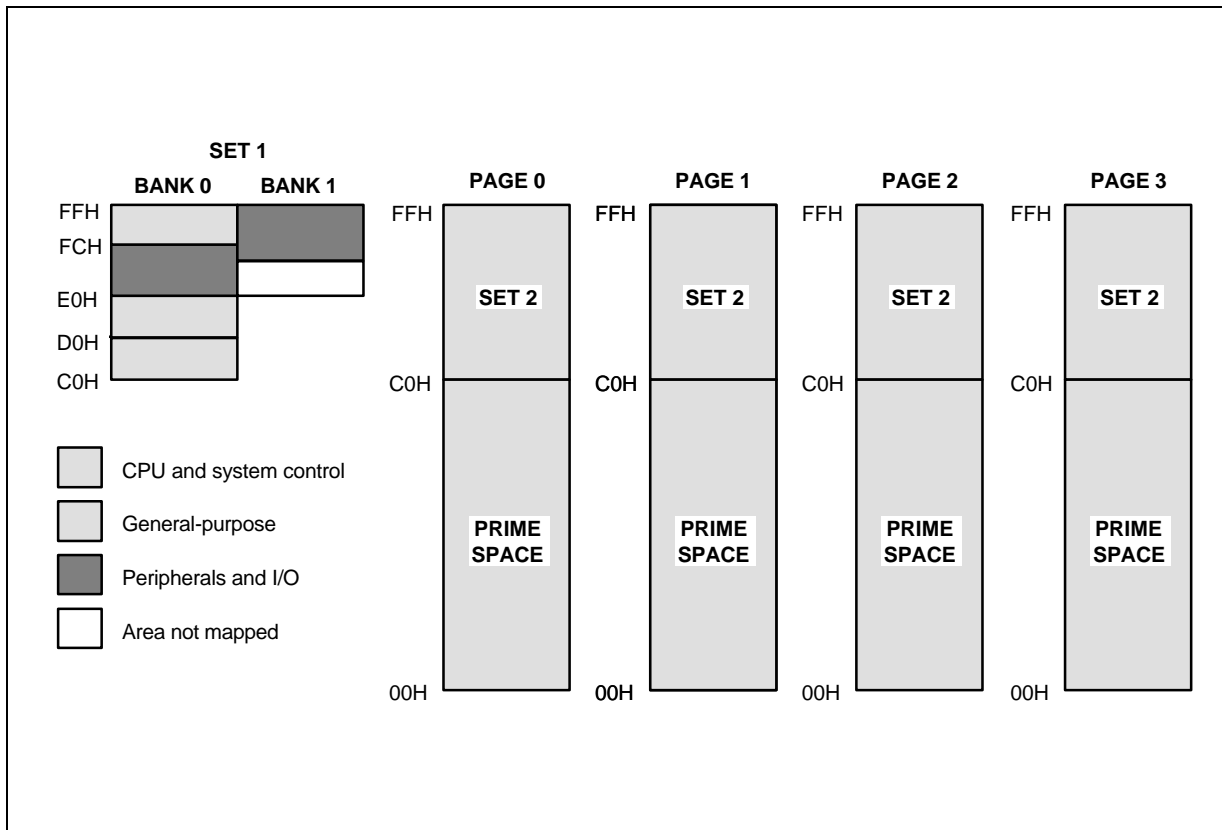 SET 1
BANK 0 BANK 1
FFH
FCH
E0H
D0H
C0H
CPU and system control
General-purpose
Peripherals and I/O
Area not mapped
PAGE 0
FFH
SET 2
C0H
PRIME
SPACE
00H
PAGE 1
FFH
SET 2
C0H
PRIME
SPACE
00H
PAGE 2
FFH
SET 2
C0H
PRIME
SPACE
00H
PAGE 3
FFH
SET 2
C0H
PRIME
SPACE
00H